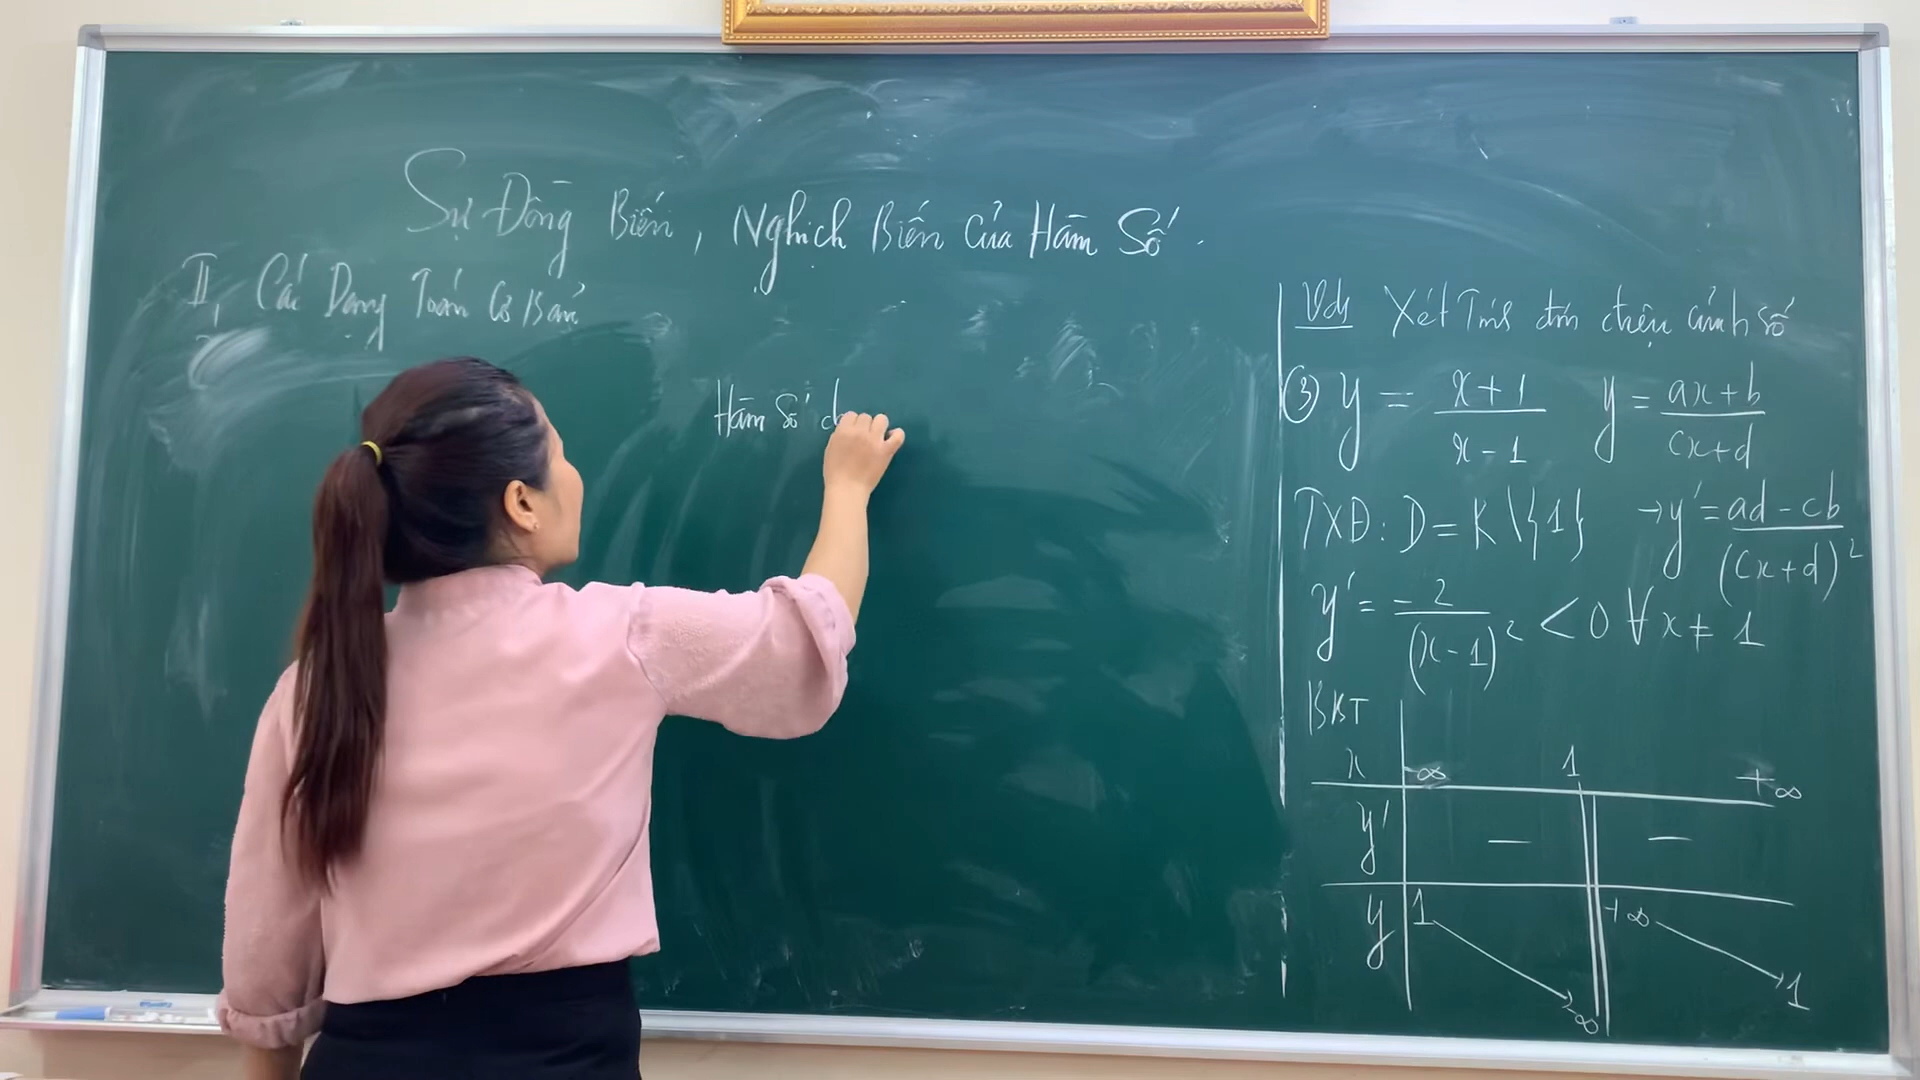 Sự Đồng Biến, Nghịch Biến Của Hàm Số.
II, Các Dạng Toán Cơ Bản
Hàm Số
Vd: Xét Tính đơn điệu của h số
③ y = x+1 / x-1 y = ax+b / cx+d
TXĐ: D = R \ {1} → y' = ad - cb / (cx+d)²
y' = -2 / (x-1)² < 0 ∀ x ≠ 1
BBT
x -∞ 1 +∞
y' - -
y 1 -∞ +∞ 1